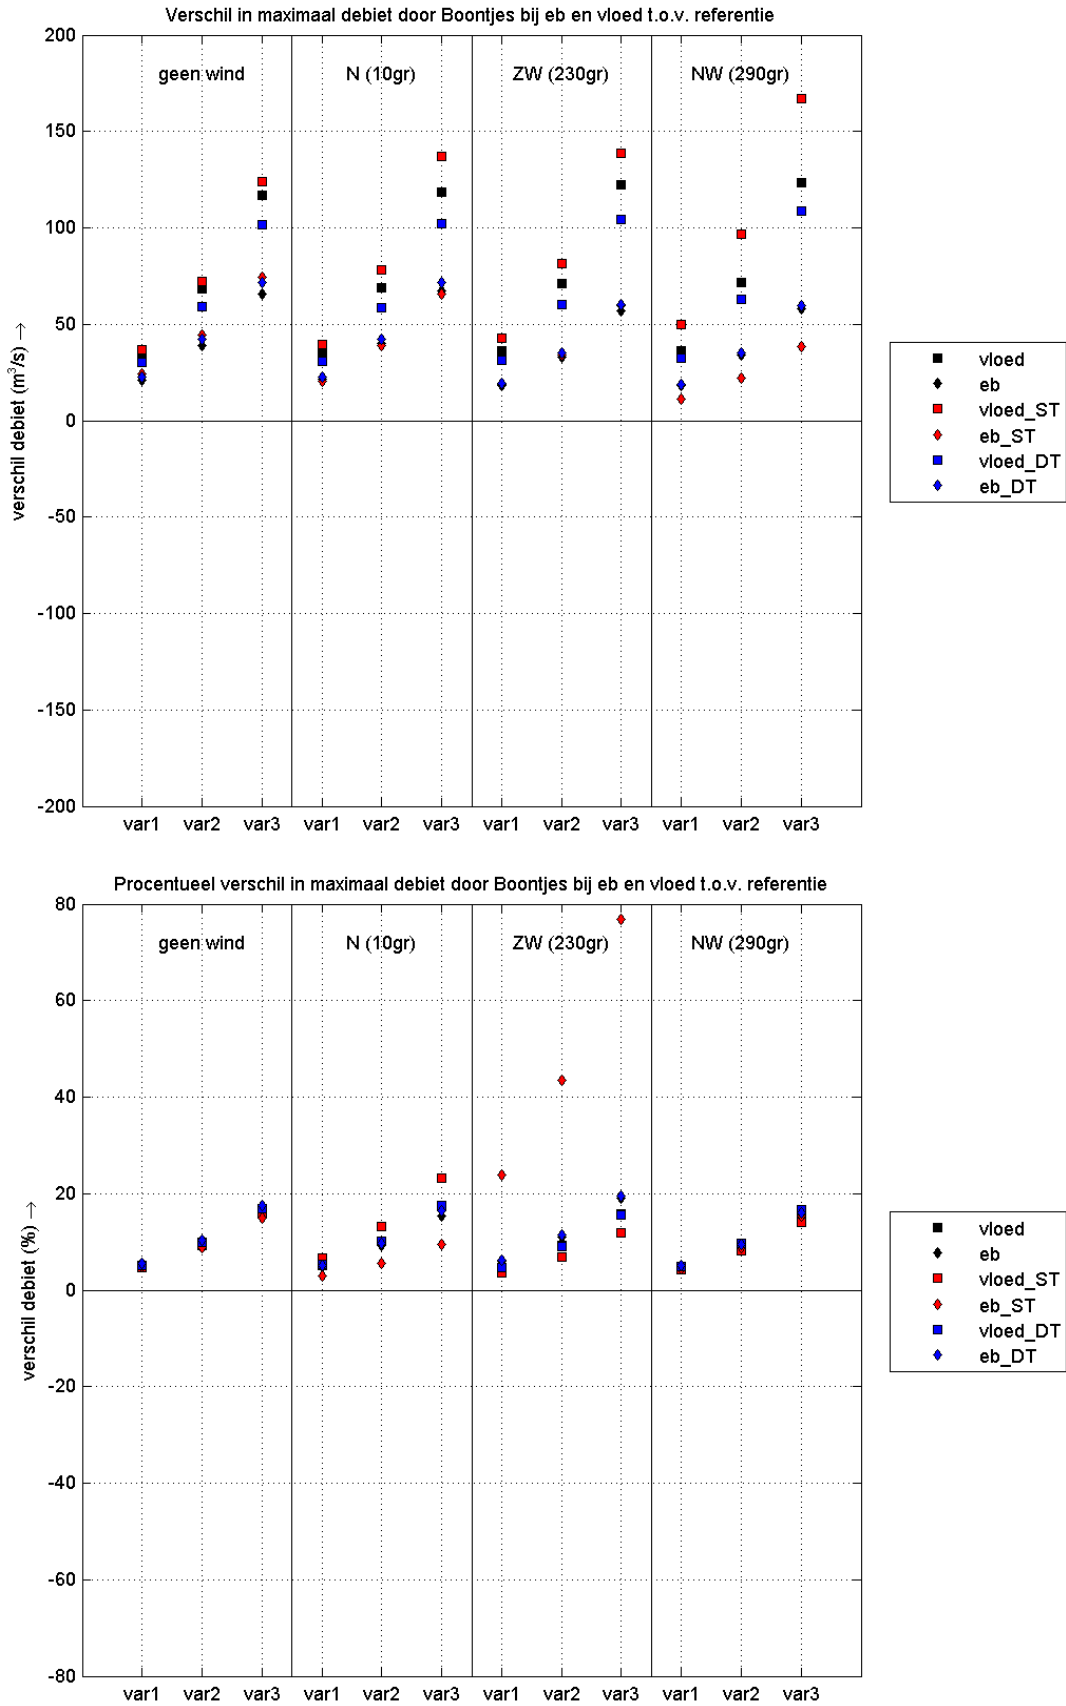 Verschil in maximaal debiet door Boontjes bij eb en vloed t.o.v. referentie
200
geen wind N (10gr) ZW (230gr) NW (290gr)
150
100
50
0
-50
-100
-150
-200
verschil debiet (m³/s) →
var1 var2 var3 var1 var2 var3 var1 var2 var3 var1 var2 var3
vloed
eb
vloed_ST
eb_ST
vloed_DT
eb_DT
Procentueel verschil in maximaal debiet door Boontjes bij eb en vloed t.o.v. referentie
80
geen wind N (10gr) ZW (230gr) NW (290gr)
60
40
20
0
-20
-40
-60
-80
verschil debiet (%) →
var1 var2 var3 var1 var2 var3 var1 var2 var3 var1 var2 var3
vloed
eb
vloed_ST
eb_ST
vloed_DT
eb_DT